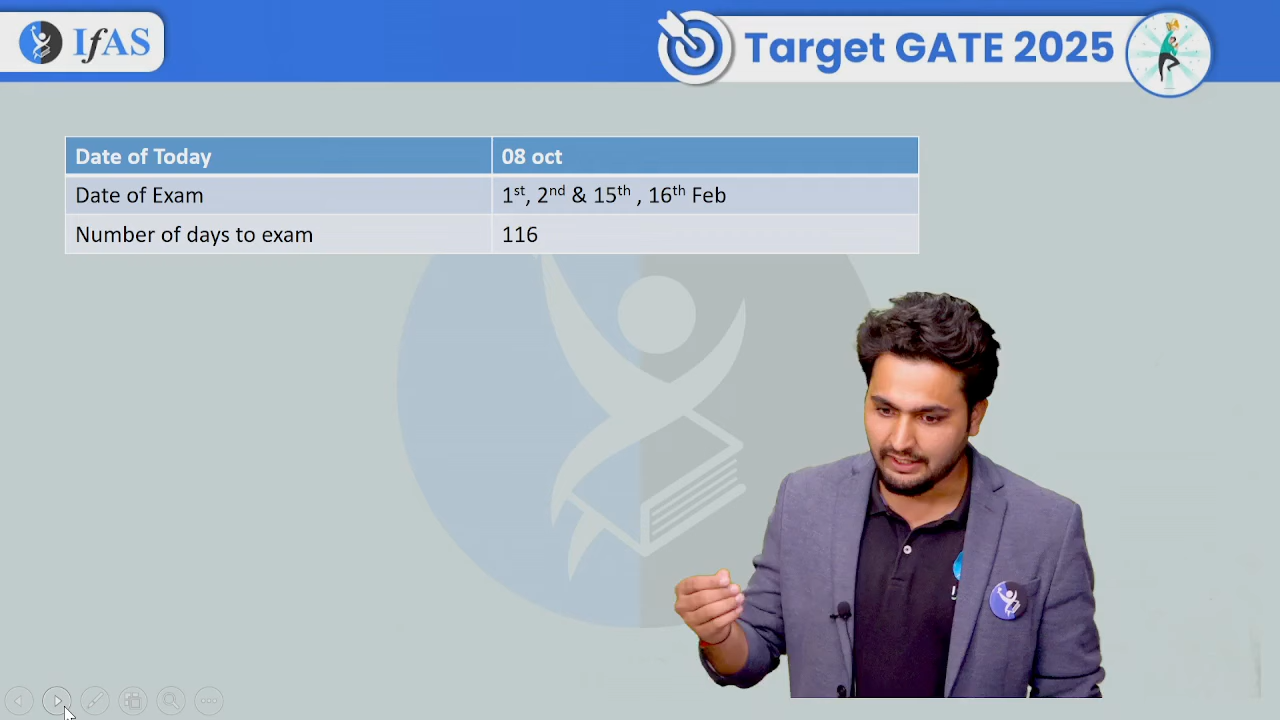 IfAS
Target GATE 2025
Date of Today 08 oct
Date of Exam 1st, 2nd & 15th , 16th Feb
Number of days to exam 116